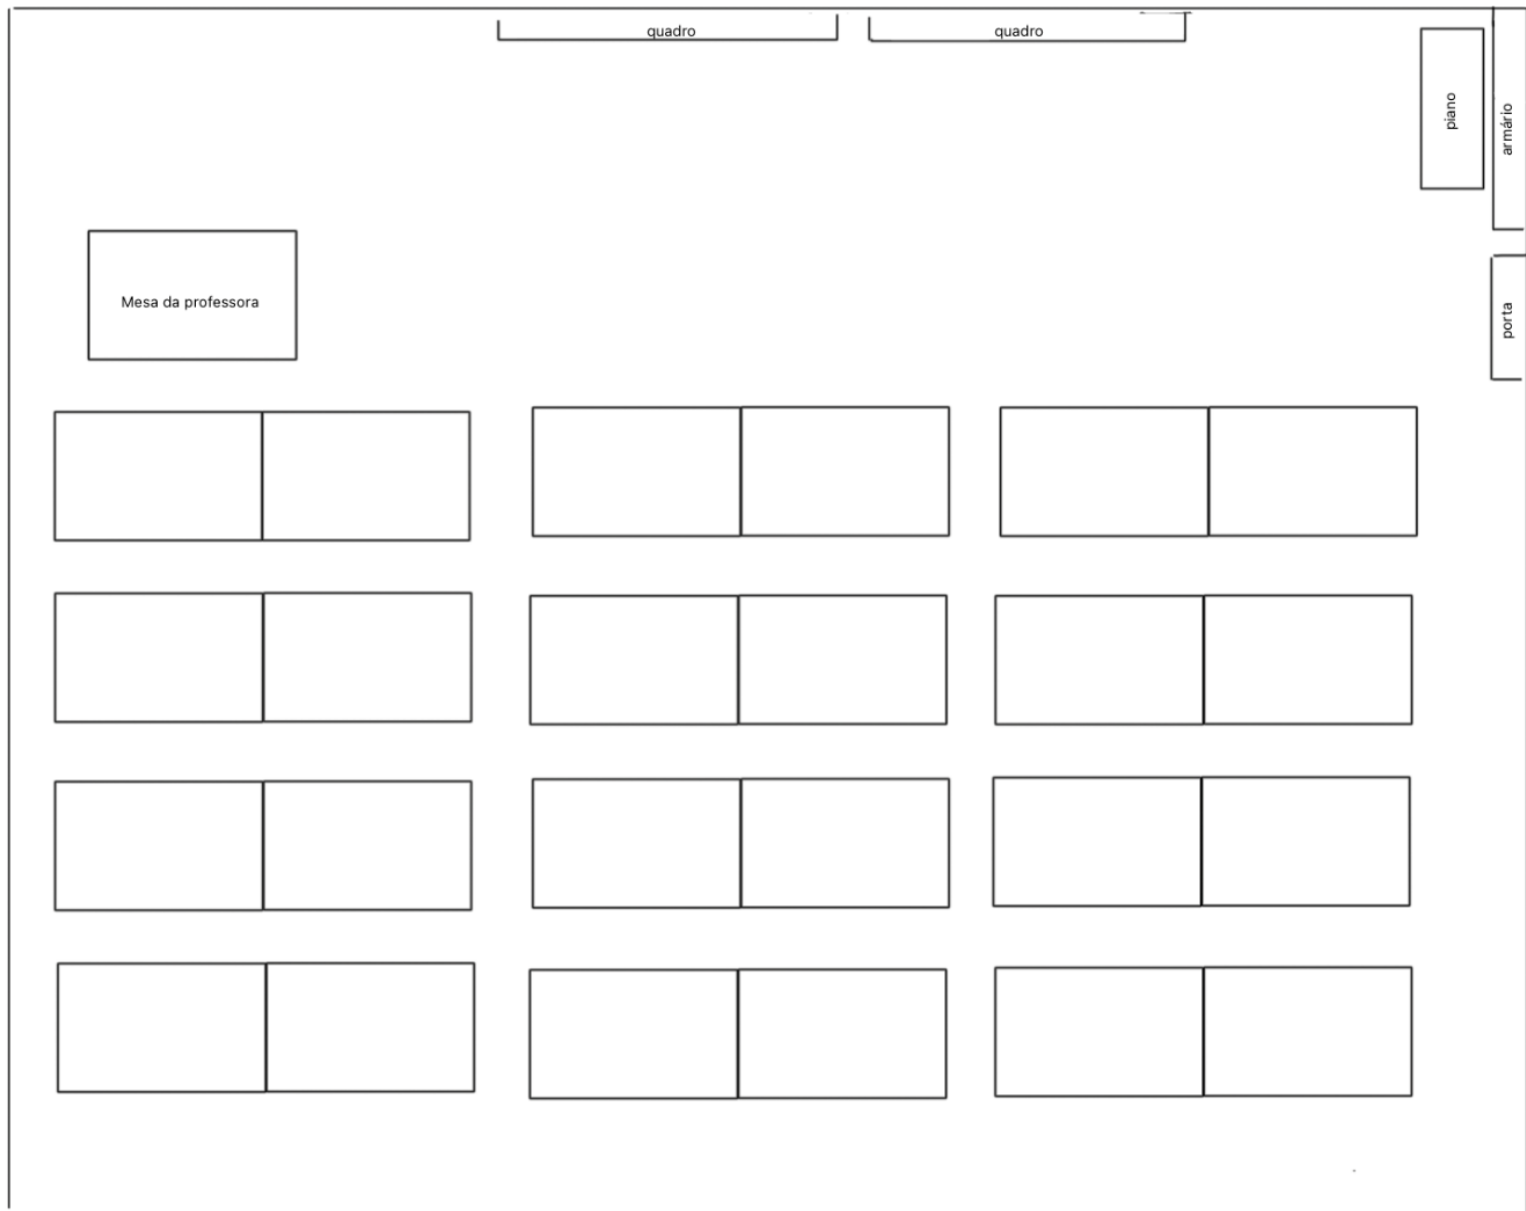 quadro
quadro
piano
armário
Mesa da professora
porta